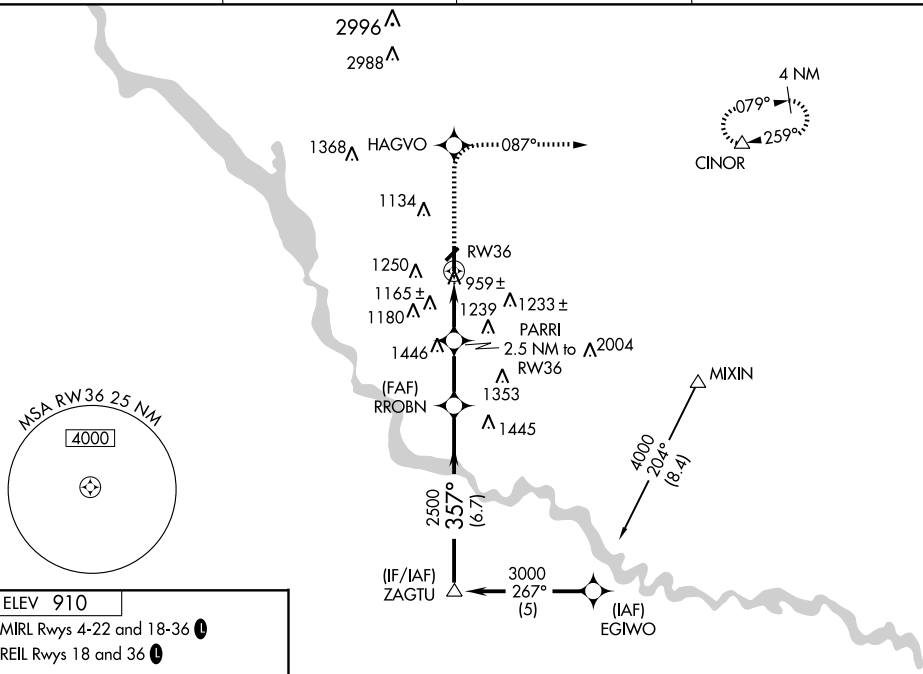 2996
2988
4 NM
079°
259°
CINOR
1368
HAGVO
087°
1134
RW36
1250
959±
1165±
1233±
1180
1239
PARRI
2.5 NM to
RW36
2004
1446
MIXIN
1353
(FAF)
RROBN
1445
MSA RW36 25 NM
4000
4000
204°
(8.4)
2500
357°
(6.7)
(IF/IAF)
ZAGTU
3000
267°
(5)
(IAF)
EGIWO
ELEV 910
MIRL Rwys 4-22 and 18-36 L
REIL Rwys 18 and 36 L